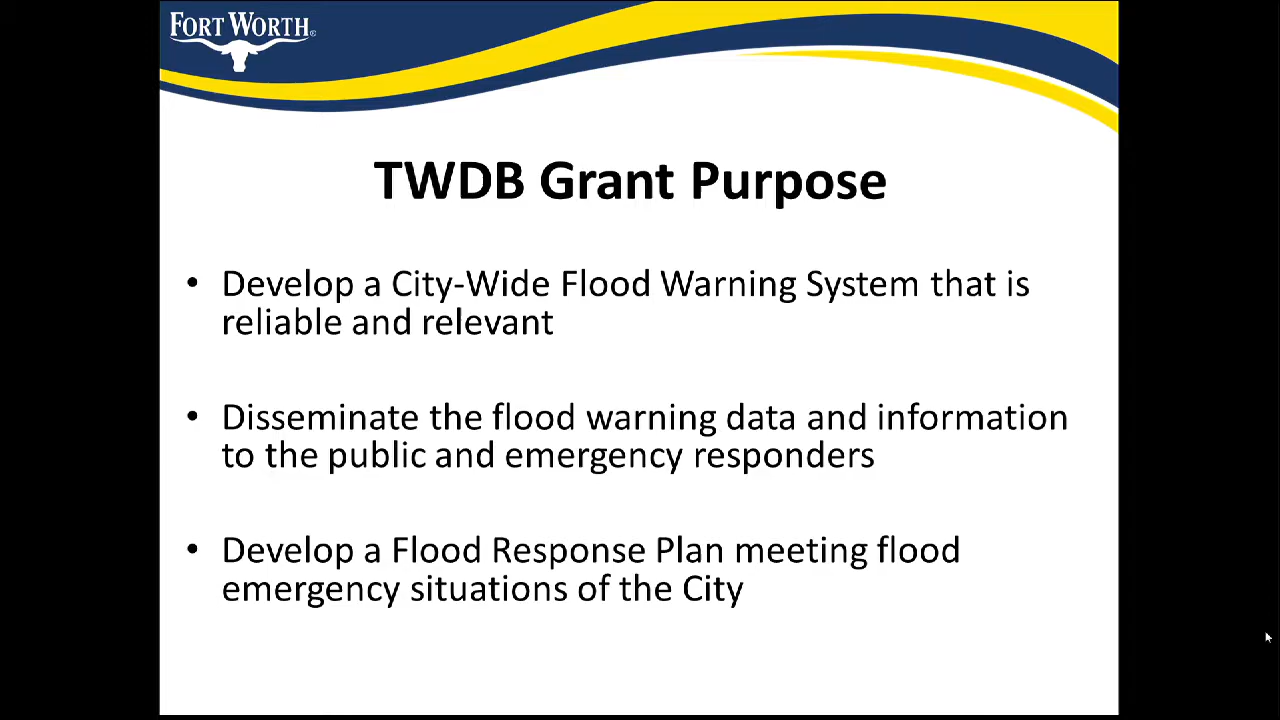 FORT WORTH®
TWDB Grant Purpose
• Develop a City-Wide Flood Warning System that is
reliable and relevant
• Disseminate the flood warning data and information
to the public and emergency responders
• Develop a Flood Response Plan meeting flood
emergency situations of the City